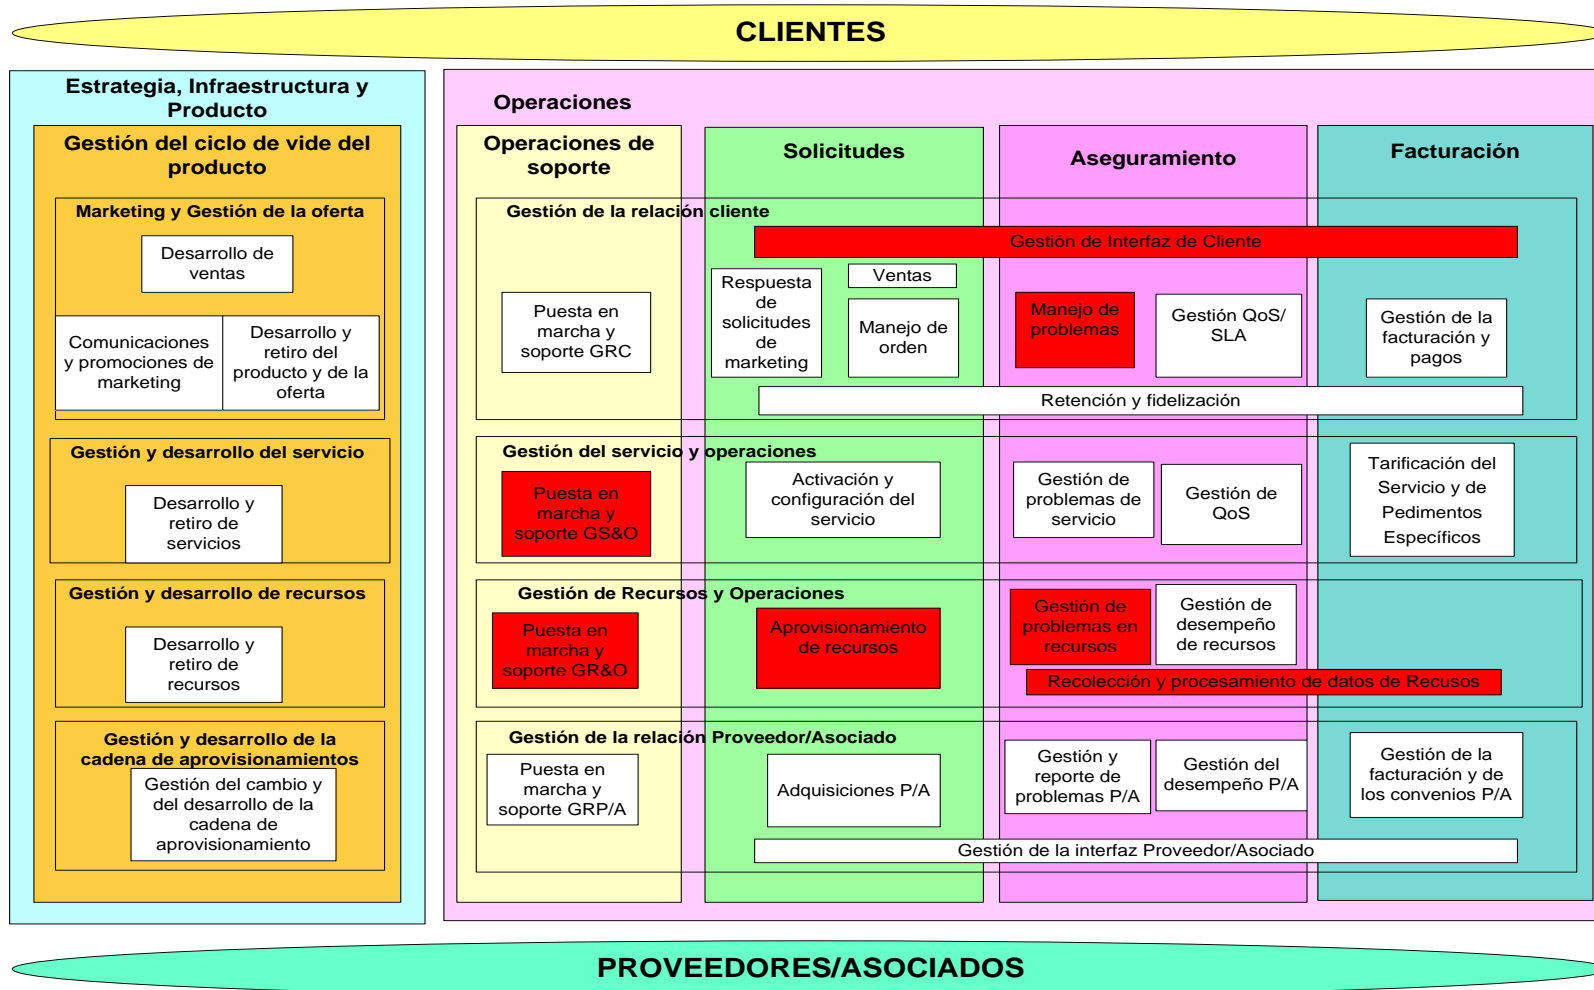 CLIENTES
Estrategia, Infraestructura y
Producto
Gestión del ciclo de vide del
producto
Marketing y Gestión de la oferta
Desarrollo de
ventas
Comunicaciones
y promociones de
marketing
Desarrollo y
retiro del
producto y de la
oferta
Gestión y desarrollo del servicio
Desarrollo y
retiro de
servicios
Gestión y desarrollo de recursos
Desarrollo y
retiro de
recursos
Gestión y desarrollo de la
cadena de aprovisionamientos
Gestión del cambio y
del desarrollo de la
cadena de
aprovisionamiento
Operaciones
Operaciones de
soporte
Solicitudes
Aseguramiento
Facturación
Gestión de la relación cliente
Gestión de Interfaz de Cliente
Puesta en
marcha y
soporte GRC
Respuesta
de
solicitudes
de
marketing
Ventas
Manejo de
orden
Manejo de
problemas
Gestión QoS/
SLA
Gestión de la
facturación y
pagos
Retención y fidelización
Gestión del servicio y operaciones
Puesta en
marcha y
soporte GS&O
Activación y
configuración del
servicio
Gestión de
problemas de
servicio
Gestión de
QoS
Tarificación del
Servicio y de
Pedimentos
Específicos
Gestión de Recursos y Operaciones
Puesta en
marcha y
soporte GR&O
Aprovisionamiento
de recursos
Gestión de
problemas en
recursos
Gestión de
desempeño
de recursos
Recolección y procesamiento de datos de Recusos
Gestión de la relación Proveedor/Asociado
Puesta en
marcha y
soporte GRP/A
Adquisiciones P/A
Gestión y
reporte de
problemas P/A
Gestión del
desempeño P/A
Gestión de la
facturación y de
los convenios P/A
Gestión de la interfaz Proveedor/Asociado
PROVEEDORES/ASOCIADOS